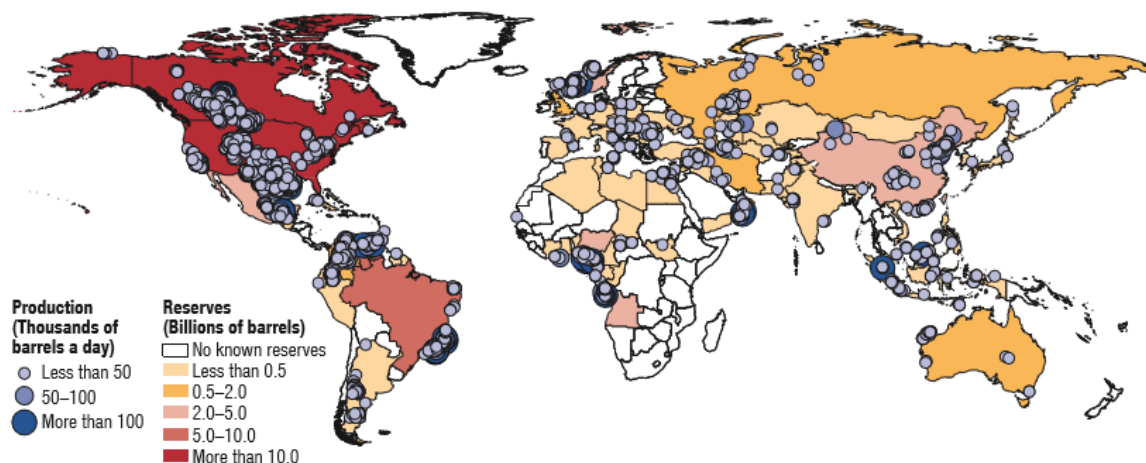 Production
(Thousands of
barrels a day)
Less than 50
50–100
More than 100
Reserves
(Billions of barrels)
No known reserves
Less than 0.5
0.5–2.0
2.0–5.0
5.0–10.0
More than 10.0